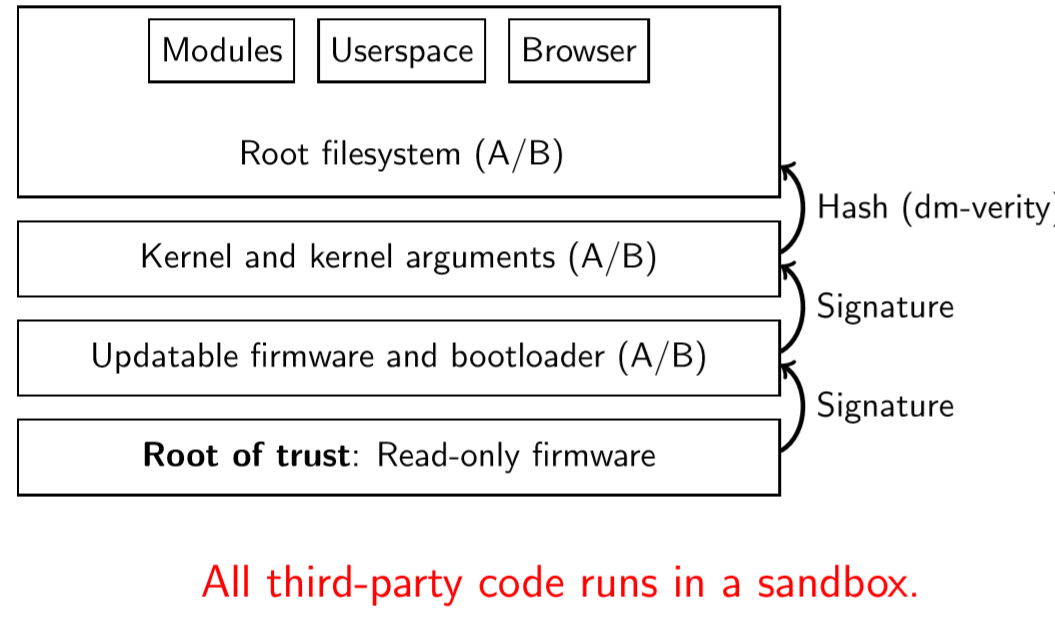 Modules Userspace Browser
Root filesystem (A/B)
Hash (dm-verity)
Kernel and kernel arguments (A/B)
Signature
Updatable firmware and bootloader (A/B)
Signature
Root of trust: Read-only firmware
All third-party code runs in a sandbox.